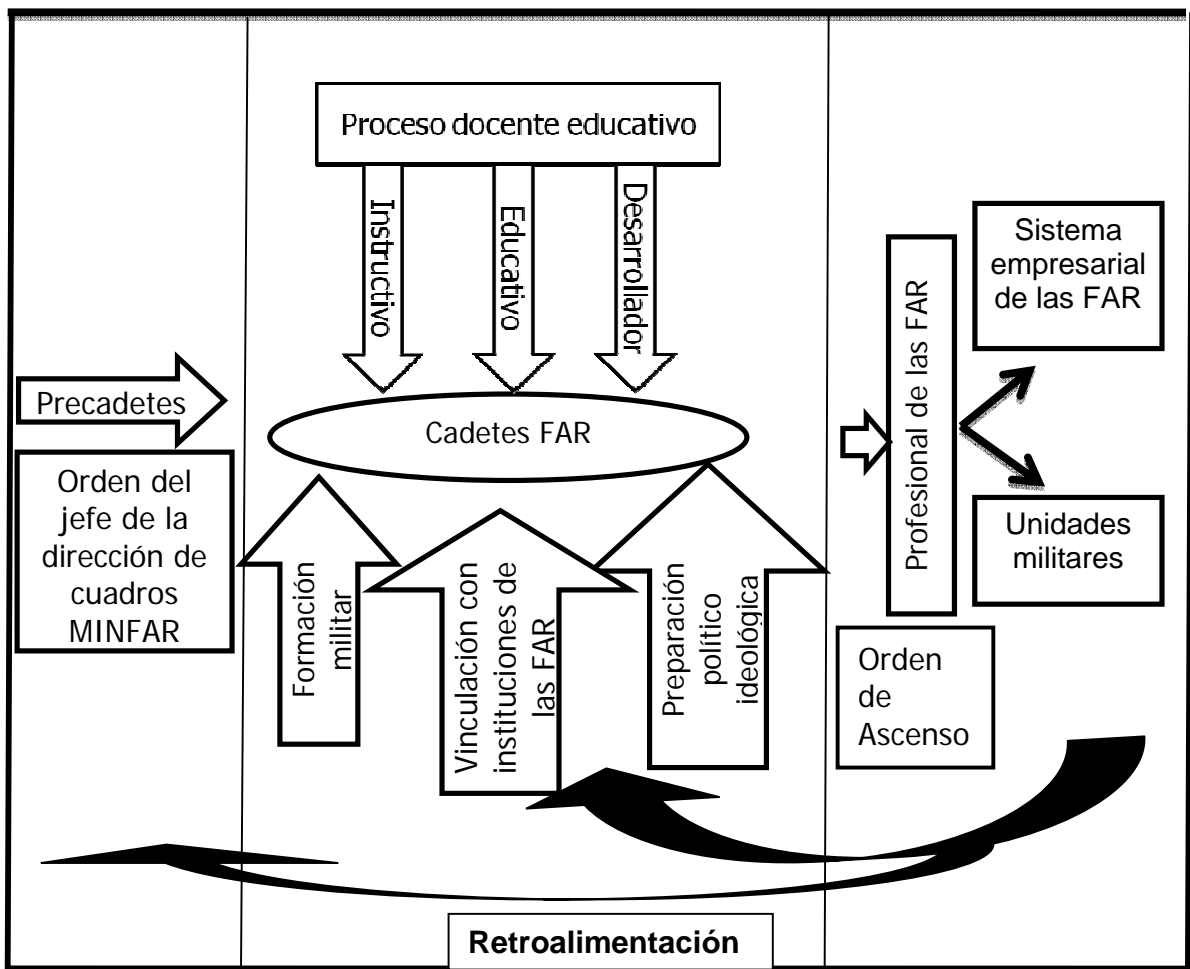 Proceso docente educativo
Instructivo
Educativo
Desarrollador
Precadetes
Orden del
jefe de la
dirección de
cuadros
MINFAR
Cadetes FAR
Formación
militar
Vinculación con
instituciones de
las FAR
Preparación
político
ideológica
Profesional de las FAR
Sistema
empresarial
de las FAR
Unidades
militares
Orden
de
Ascenso
Retroalimentación